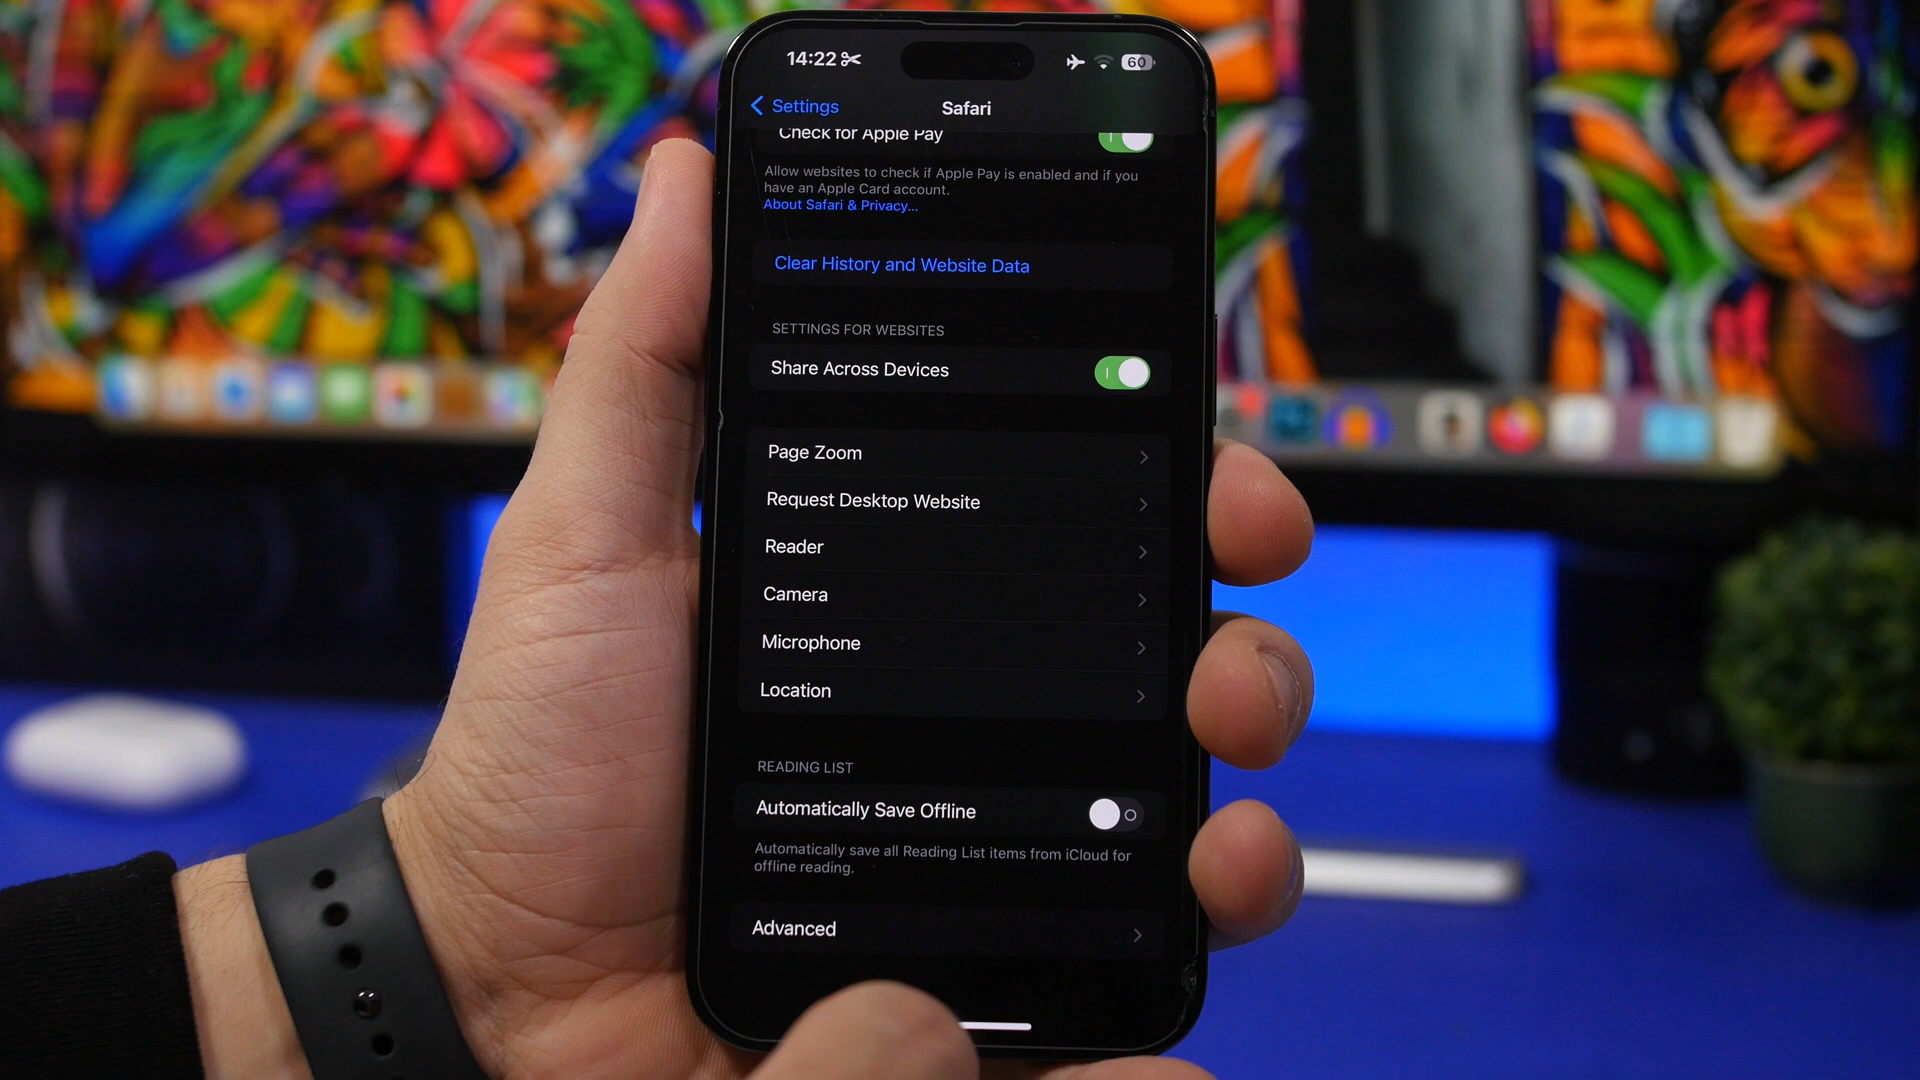 14:22
60
Settings
Safari
Check for Apple Pay
Allow websites to check if Apple Pay is enabled and if you
have an Apple Card account.
About Safari & Privacy...
Clear History and Website Data
SETTINGS FOR WEBSITES
Share Across Devices
Page Zoom
Request Desktop Website
Reader
Camera
Microphone
Location
READING LIST
Automatically Save Offline
Automatically save all Reading List items from iCloud for
offline reading.
Advanced